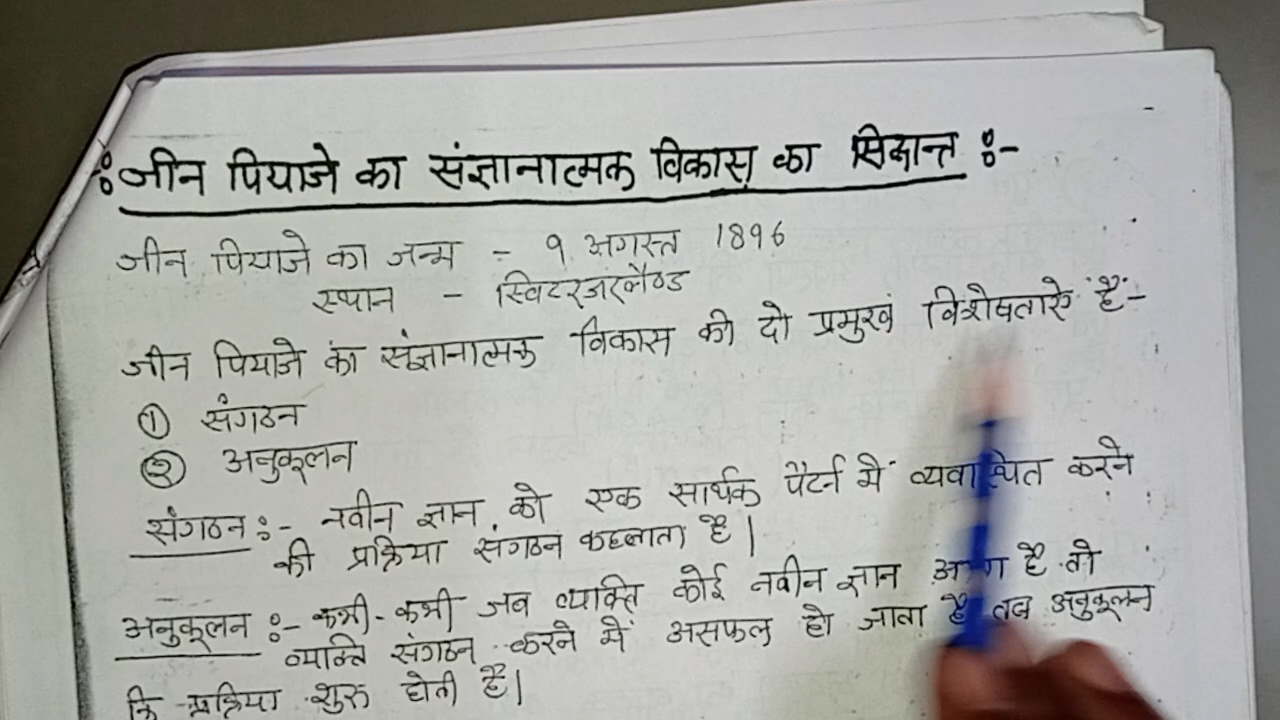 : जीन पियाजे का संज्ञानात्मक विकास का सिद्धान्त :-
जीन पियाजे का जन्म - 9 अगस्त 1896
स्थान - स्विटरजरलैण्ड
जीन पियाजे का संज्ञानात्मक विकास की दो प्रमुख विशेषताऐं हैं-
① संगठन
② अनुकूलन
संगठन :- नवीन ज्ञान को एक सार्थक पैटर्न में व्यवस्थित करने
की प्रक्रिया संगठन कहलाता है।
अनुकूलन :- कभी-कभी जब व्यक्ति कोई नवीन ज्ञान है तो
व्यक्ति संगठन करने में असफल हो जाता है तब अनुकूलन
कि प्रक्रिया शुरु होती है।